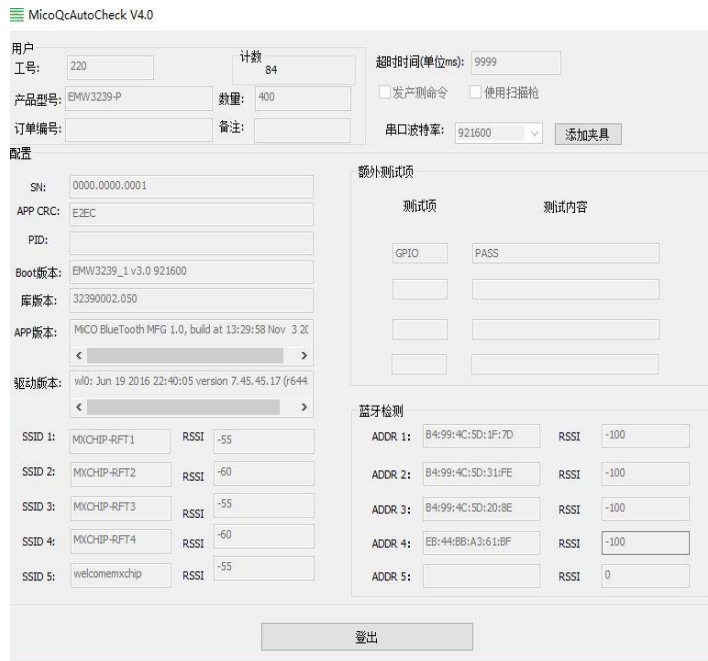 MicoQcAutoCheck V4.0
用户
工号: 220
计数
84
产品型号: EMW3239-P 数量: 400
订单编号: 备注:
超时时间(单位ms): 9999
发产测命令 使用扫描枪
串口波特率: 921600 添加夹具
配置
SN: 0000.0000.0001
APP CRC: E2EC
PID:
Boot版本: EMW3239_1 v3.0 921600
库版本: 32390002.050
APP版本: MiCO BlueTooth MFG 1.0, build at 13:29:58 Nov 3 20
驱动版本: wl0: Jun 19 2016 22:40:05 version 7.45.45.17 (r644
SSID 1: MXCHIP-RFT1 RSSI -55
SSID 2: MXCHIP-RFT2 RSSI -60
SSID 3: MXCHIP-RFT3 RSSI -55
SSID 4: MXCHIP-RFT4 RSSI -60
SSID 5: welcomemxchip RSSI -55
额外测试项
测试项 测试内容
GPIO PASS
蓝牙检测
ADDR 1: B4:99:4C:5D:1F:7D RSSI -100
ADDR 2: B4:99:4C:5D:31:FE RSSI -100
ADDR 3: B4:99:4C:5D:20:8E RSSI -100
ADDR 4: EB:44:BB:A3:61:BF RSSI -100
ADDR 5: RSSI 0
登出